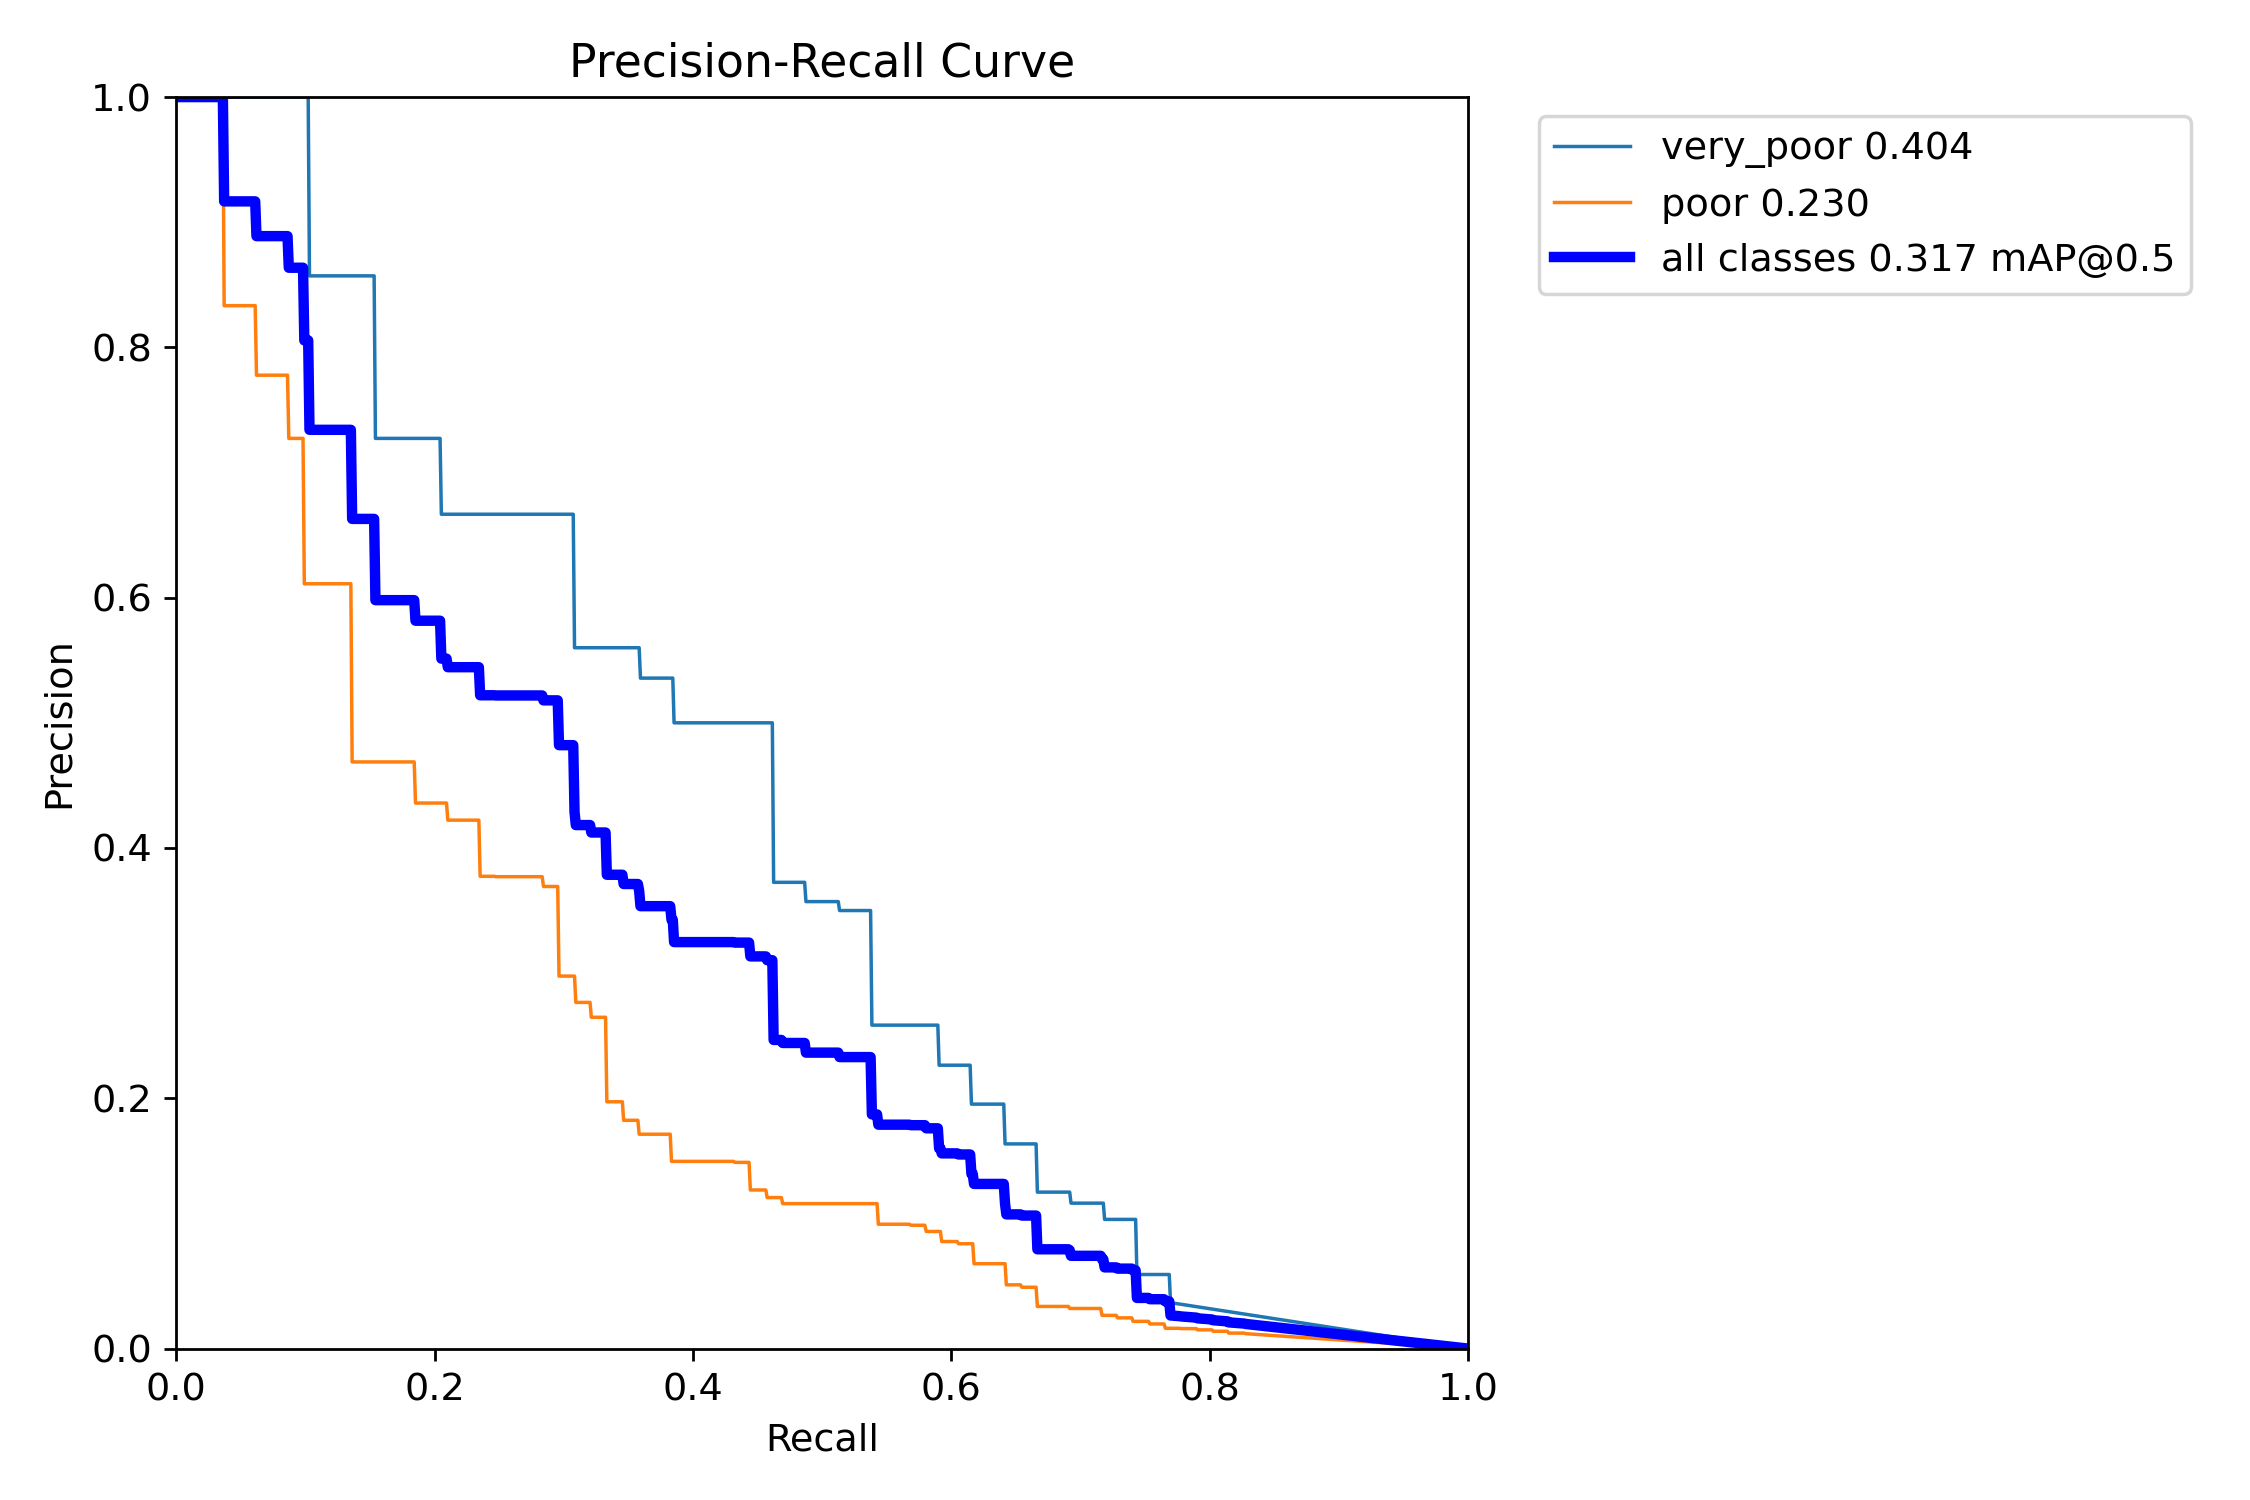 Precision-Recall Curve
very_poor 0.404
poor 0.230
all classes 0.317 mAP@0.5
Precision
1.0
0.8
0.6
0.4
0.2
0.0
0.0 0.2 0.4 0.6 0.8 1.0
Recall